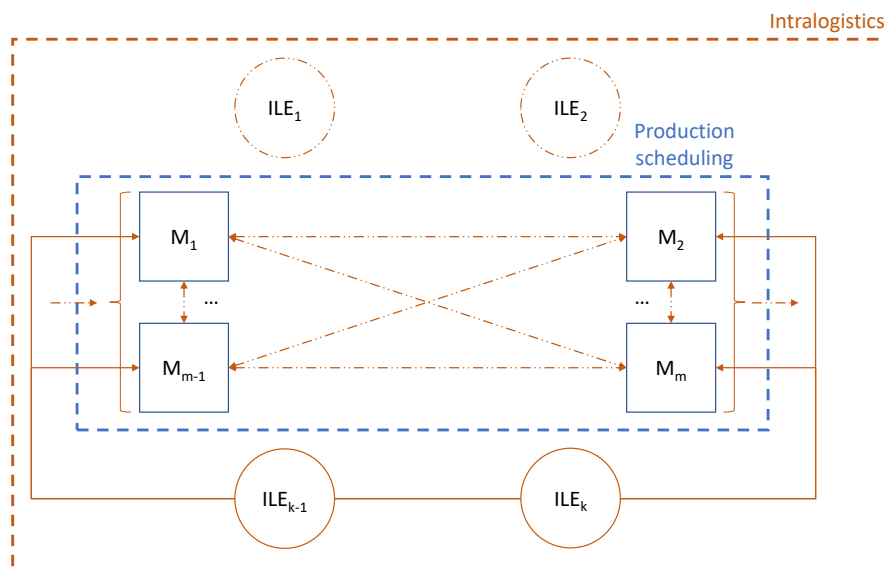 Intralogistics
ILE1
ILE2
Production
scheduling
M1
M2
...
...
Mm-1
Mm
ILEk-1
ILEk